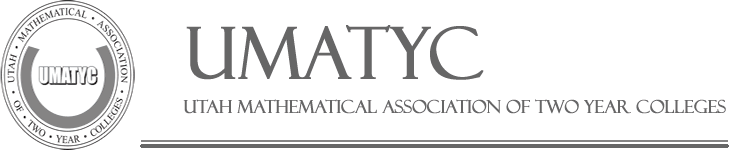 UTAH • MATHEMATICAL • ASSOCIATION • OF • TWO • YEAR • COLLEGES •
UMATYC
UMATYC
UTAH MATHEMATICAL ASSOCIATION OF TWO YEAR COLLEGES